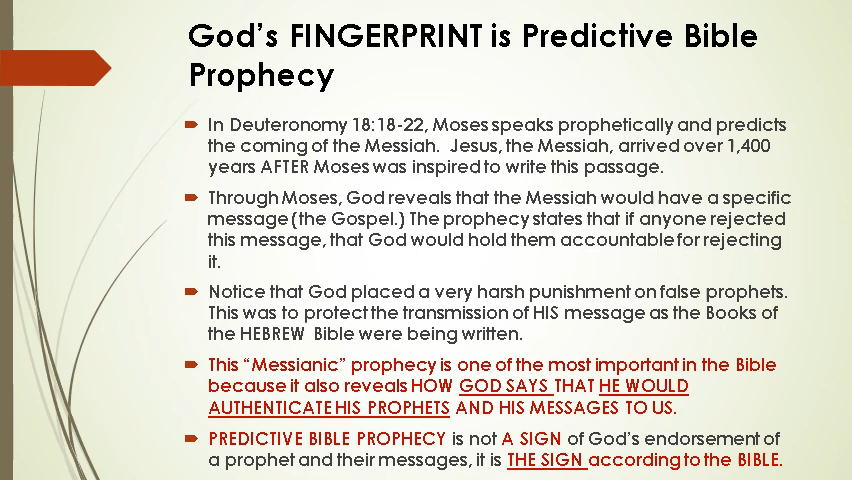 God's FINGERPRINT is Predictive Bible
Prophecy
In Deuteronomy 18:18-22, Moses speaks prophetically and predicts
the coming of the Messiah.  Jesus, the Messiah, arrived over 1,400
years AFTER Moses was inspired to write this passage.
Through Moses, God reveals that the Messiah would have a specific
message (the Gospel.) The prophecy states that if anyone rejected
this message, that God would hold them accountable for rejecting
it.
Notice that God placed a very harsh punishment on false prophets.
This was to protect the transmission of HIS message as the Books of
the HEBREW  Bible were being written.
This “Messianic” prophecy is one of the most important in the Bible
because it also reveals HOW GOD SAYS THAT HE WOULD
AUTHENTICATE HIS PROPHETS AND HIS MESSAGES TO US.
PREDICTIVE BIBLE PROPHECY is not A SIGN of God's endorsement of
a prophet and their messages, it is THE SIGN according to the BIBLE.